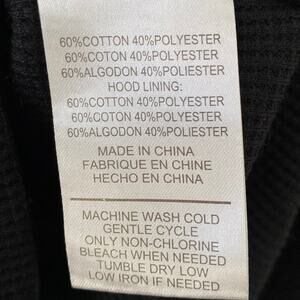 60%COTTON 40%POLYESTER
60%COTON 40%POLYESTER
60%ALGODON 40%POLIESTER
HOOD LINING:
60%COTTON 40%POLYESTER
60%COTON 40%POLYESTER
60%ALGODON 40%POLIESTER
MADE IN CHINA
FABRIQUE EN CHINE
HECHO EN CHINA
MACHINE WASH COLD
GENTLE CYCLE
ONLY NON-CHLORINE
BLEACH WHEN NEEDED
TUMBLE DRY LOW
LOW IRON IF NEEDED